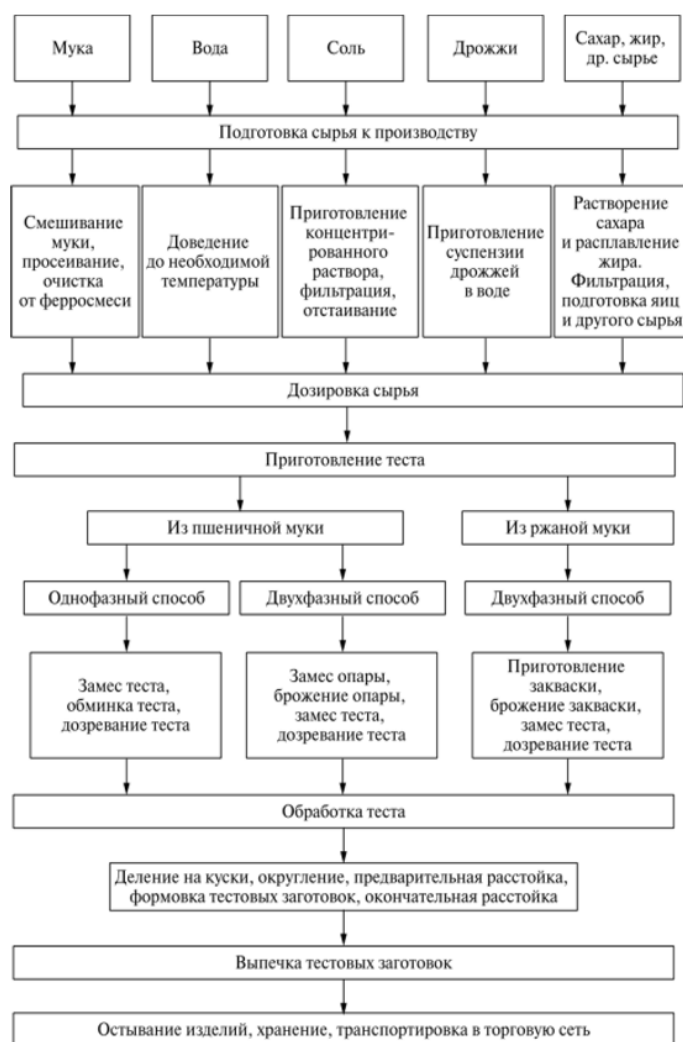 Мука
Вода
Соль
Дрожжи
Сахар, жир,
др. сырье
Подготовка сырья к производству
Смешивание
муки,
просеивание,
очистка
от ферросмеси
Доведение
до необходимой
температуры
Приготовление
концентри-
рованного
раствора,
фильтрация,
отстаивание
Приготовление
суспензии
дрожжей
в воде
Растворение
сахара
и расплавление
жира.
Фильтрация,
подготовка яиц
и другого сырья
Дозировка сырья
Приготовление теста
Из пшеничной муки
Из ржаной муки
Однофазный способ
Двухфазный способ
Двухфазный способ
Замес теста,
обминка теста,
дозревание теста
Замес опары,
брожение опары,
замес теста,
дозревание теста
Приготовление
закваски,
брожение закваски,
замес теста,
дозревание теста
Обработка теста
Деление на куски, округление, предварительная расстойка,
формовка тестовых заготовок, окончательная расстойка
Выпечка тестовых заготовок
Остывание изделий, хранение, транспортировка в торговую сеть